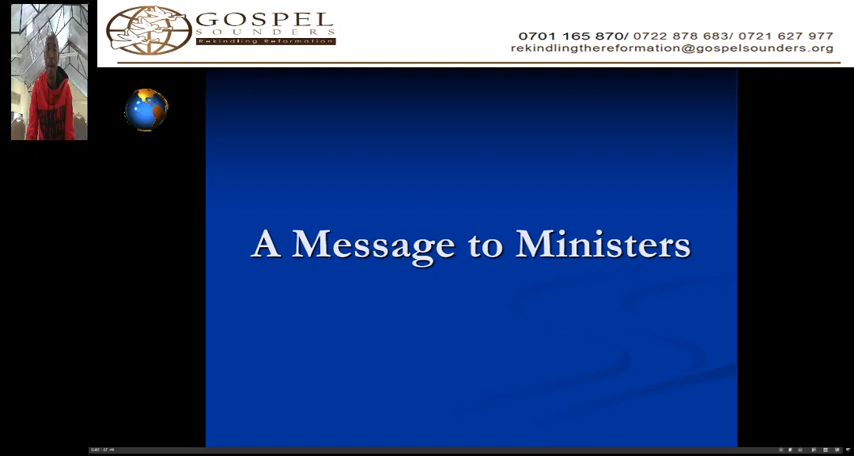 GOSPEL
SOUNDERS
Rekindling Reformation
0701 165 870/ 0722 878 683/ 0721 627 977
rekindlingthereformation@gospelsounders.org
A Message to Ministers